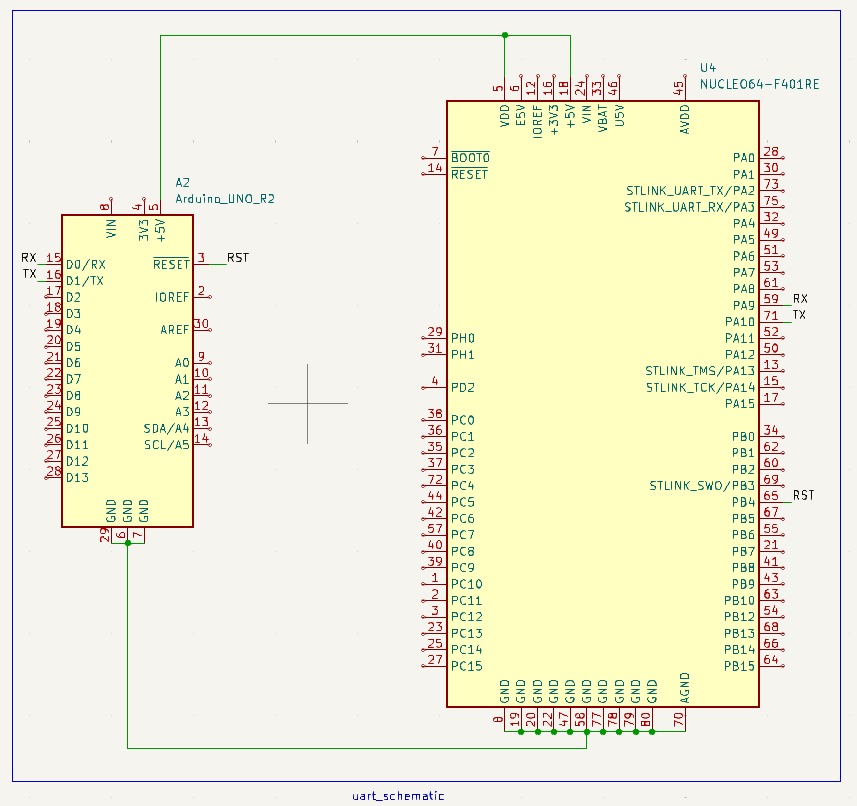 U4
NUCLEO64-F401RE
5 6 12 16 18 24 33 46 45
VDD E5V IOREF +3V3 +5V VIN VBAT U5V AVDD
7 BOOT0
14 RESET
PA0 28
PA1 30
STLINK_UART_TX/PA2 73
STLINK_UART_RX/PA3 75
PA4 32
PA5 49
PA6 51
PA7 53
PA8 61
PA9 59 RX
PA10 71 TX
PA11 52
PA12 50
STLINK_TMS/PA13 13
STLINK_TCK/PA14 15
PA15 17
PB0 34
PB1 62
PB2 60
STLINK_SWO/PB3 69
PB4 65 RST
PB5 67
PB6 55
PB7 21
PB8 41
PB9 43
PB10 63
PB12 54
PB13 68
PB14 66
PB15 64
29 PH0
31 PH1
4 PD2
38 PC0
36 PC1
35 PC2
37 PC3
72 PC4
44 PC5
42 PC6
57 PC7
40 PC8
39 PC9
1 PC10
2 PC11
3 PC12
23 PC13
25 PC14
27 PC15
GND GND GND GND GND GND GND GND GND GND AGND
8 19 20 22 47 58 77 78 79 80 70
A2
Arduino_UNO_R2
8 4 5
VIN 3V3 +5V
RX 15 D0/RX
TX 16 D1/TX
17 D2
18 D3
19 D4
20 D5
21 D6
22 D7
23 D8
24 D9
25 D10
26 D11
27 D12
28 D13
RESET 3 RST
IOREF 2
AREF 30
A0 9
A1 10
A2 11
A3 12
SDA/A4 13
SCL/A5 14
GND GND GND
29 6 7
uart_schematic